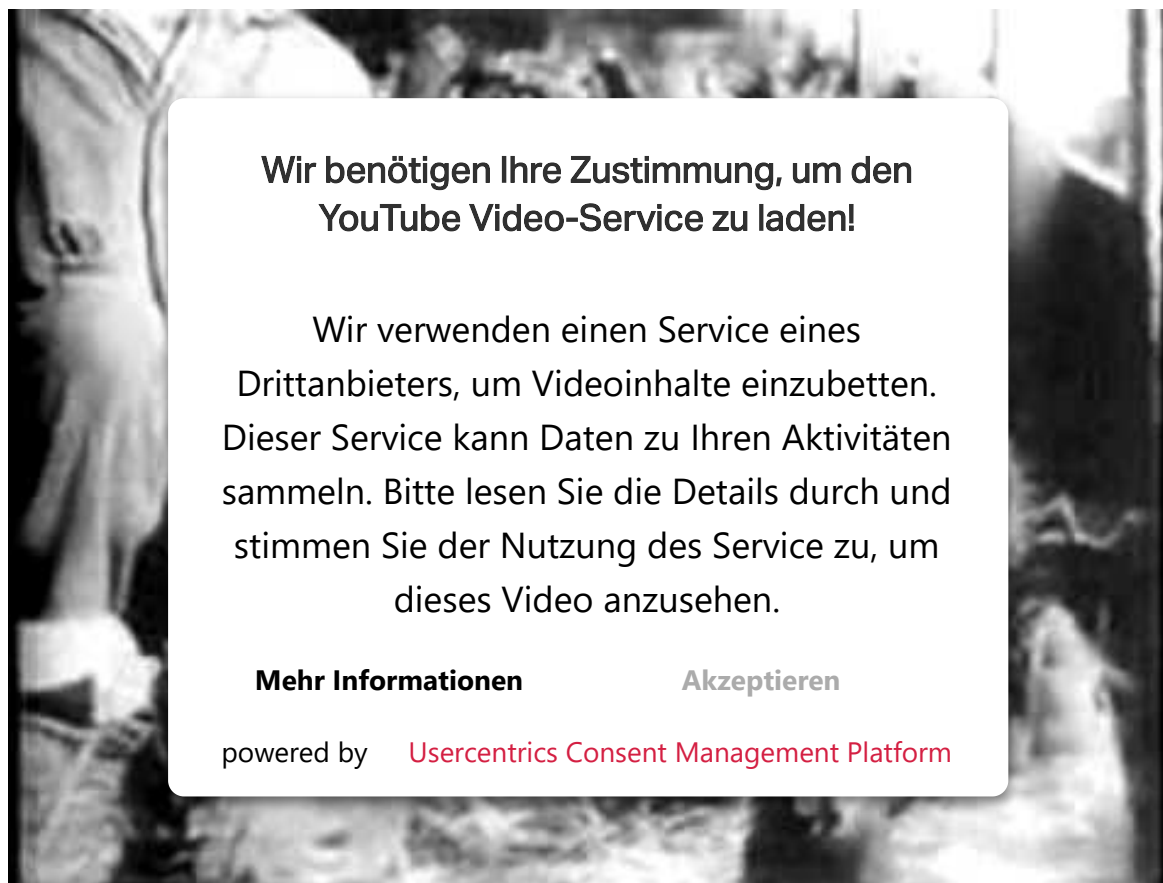 Wir benötigen Ihre Zustimmung, um den
YouTube Video-Service zu laden!
Wir verwenden einen Service eines
Drittanbieters, um Videoinhalte einzubetten.
Dieser Service kann Daten zu Ihren Aktivitäten
sammeln. Bitte lesen Sie die Details durch und
stimmen Sie der Nutzung des Service zu, um
dieses Video anzusehen.
Mehr Informationen Akzeptieren
powered by Usercentrics Consent Management Platform